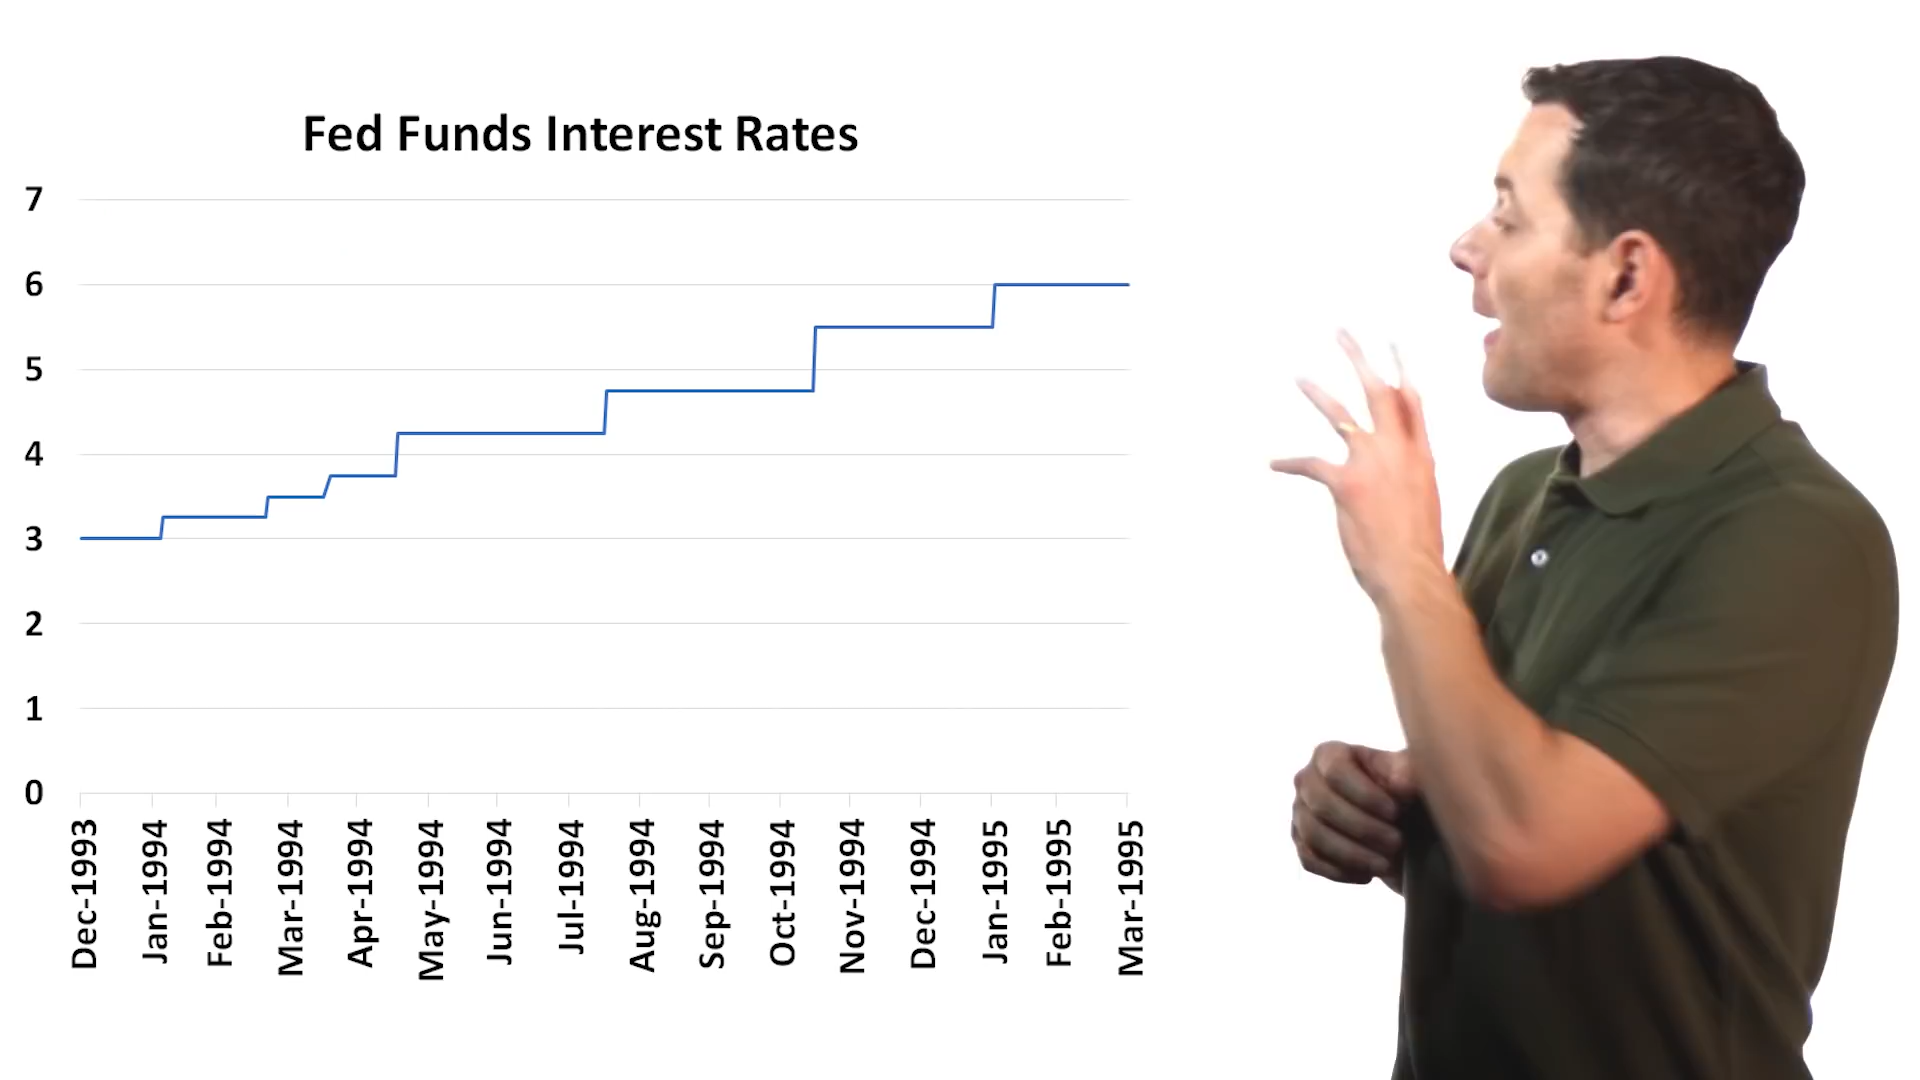 Fed Funds Interest Rates
7
6
5
4
3
2
1
0
Dec-1993
Jan-1994
Feb-1994
Mar-1994
Apr-1994
May-1994
Jun-1994
Jul-1994
Aug-1994
Sep-1994
Oct-1994
Nov-1994
Dec-1994
Jan-1995
Feb-1995
Mar-1995